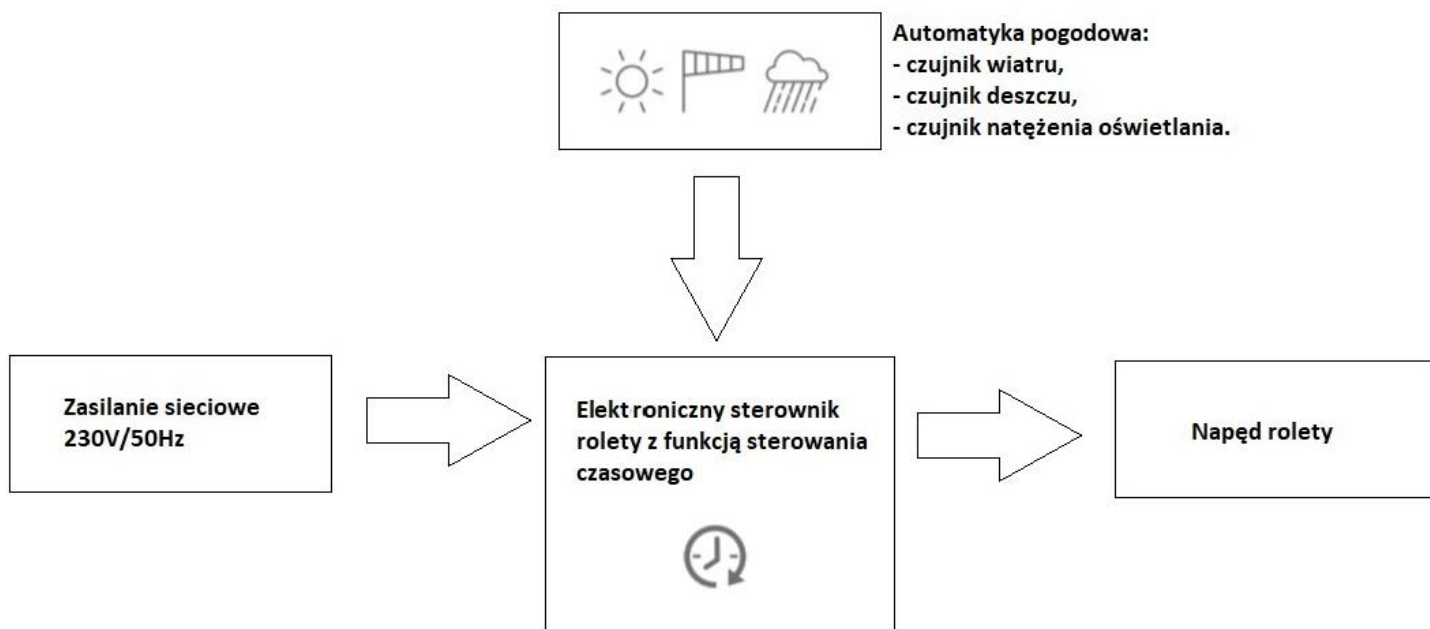 Automatyka pogodowa:
- czujnik wiatru,
- czujnik deszczu,
- czujnik natężenia oświetlania.
Zasilanie sieciowe
230V/50Hz
Elektroniczny sterownik
rolety z funkcją sterowania
czasowego
Napęd rolety